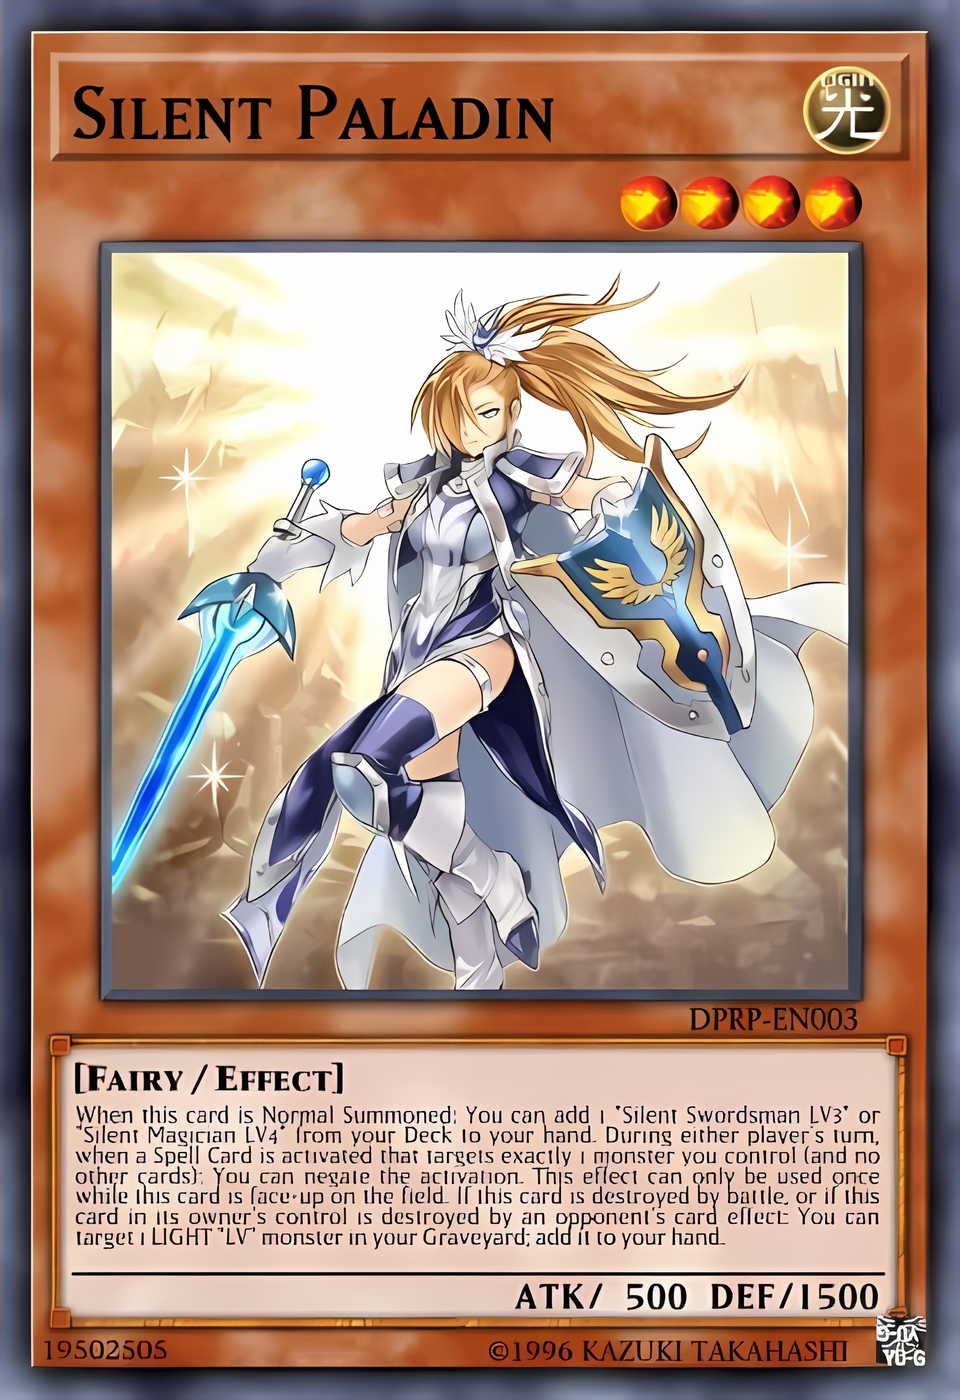 SILENT PALADIN
光
DPRP-EN003
[FAIRY / EFFECT]
When this card is Normal Summoned: You can add 1 "Silent Swordsman LV3" or
"Silent Magician LV4" from your Deck to your hand. During either player's turn,
when a Spell Card is activated that targets exactly 1 monster you control (and no
other cards): You can negate the activation. This effect can only be used once
while this card is face-up on the field. If this card is destroyed by battle, or if this
card in its owner's control is destroyed by an opponent's card effect: You can
target 1 LIGHT "LV" monster in your Graveyard; add it to your hand.
ATK/ 500 DEF/1500
19502505
©1996 KAZUKI TAKAHASHI